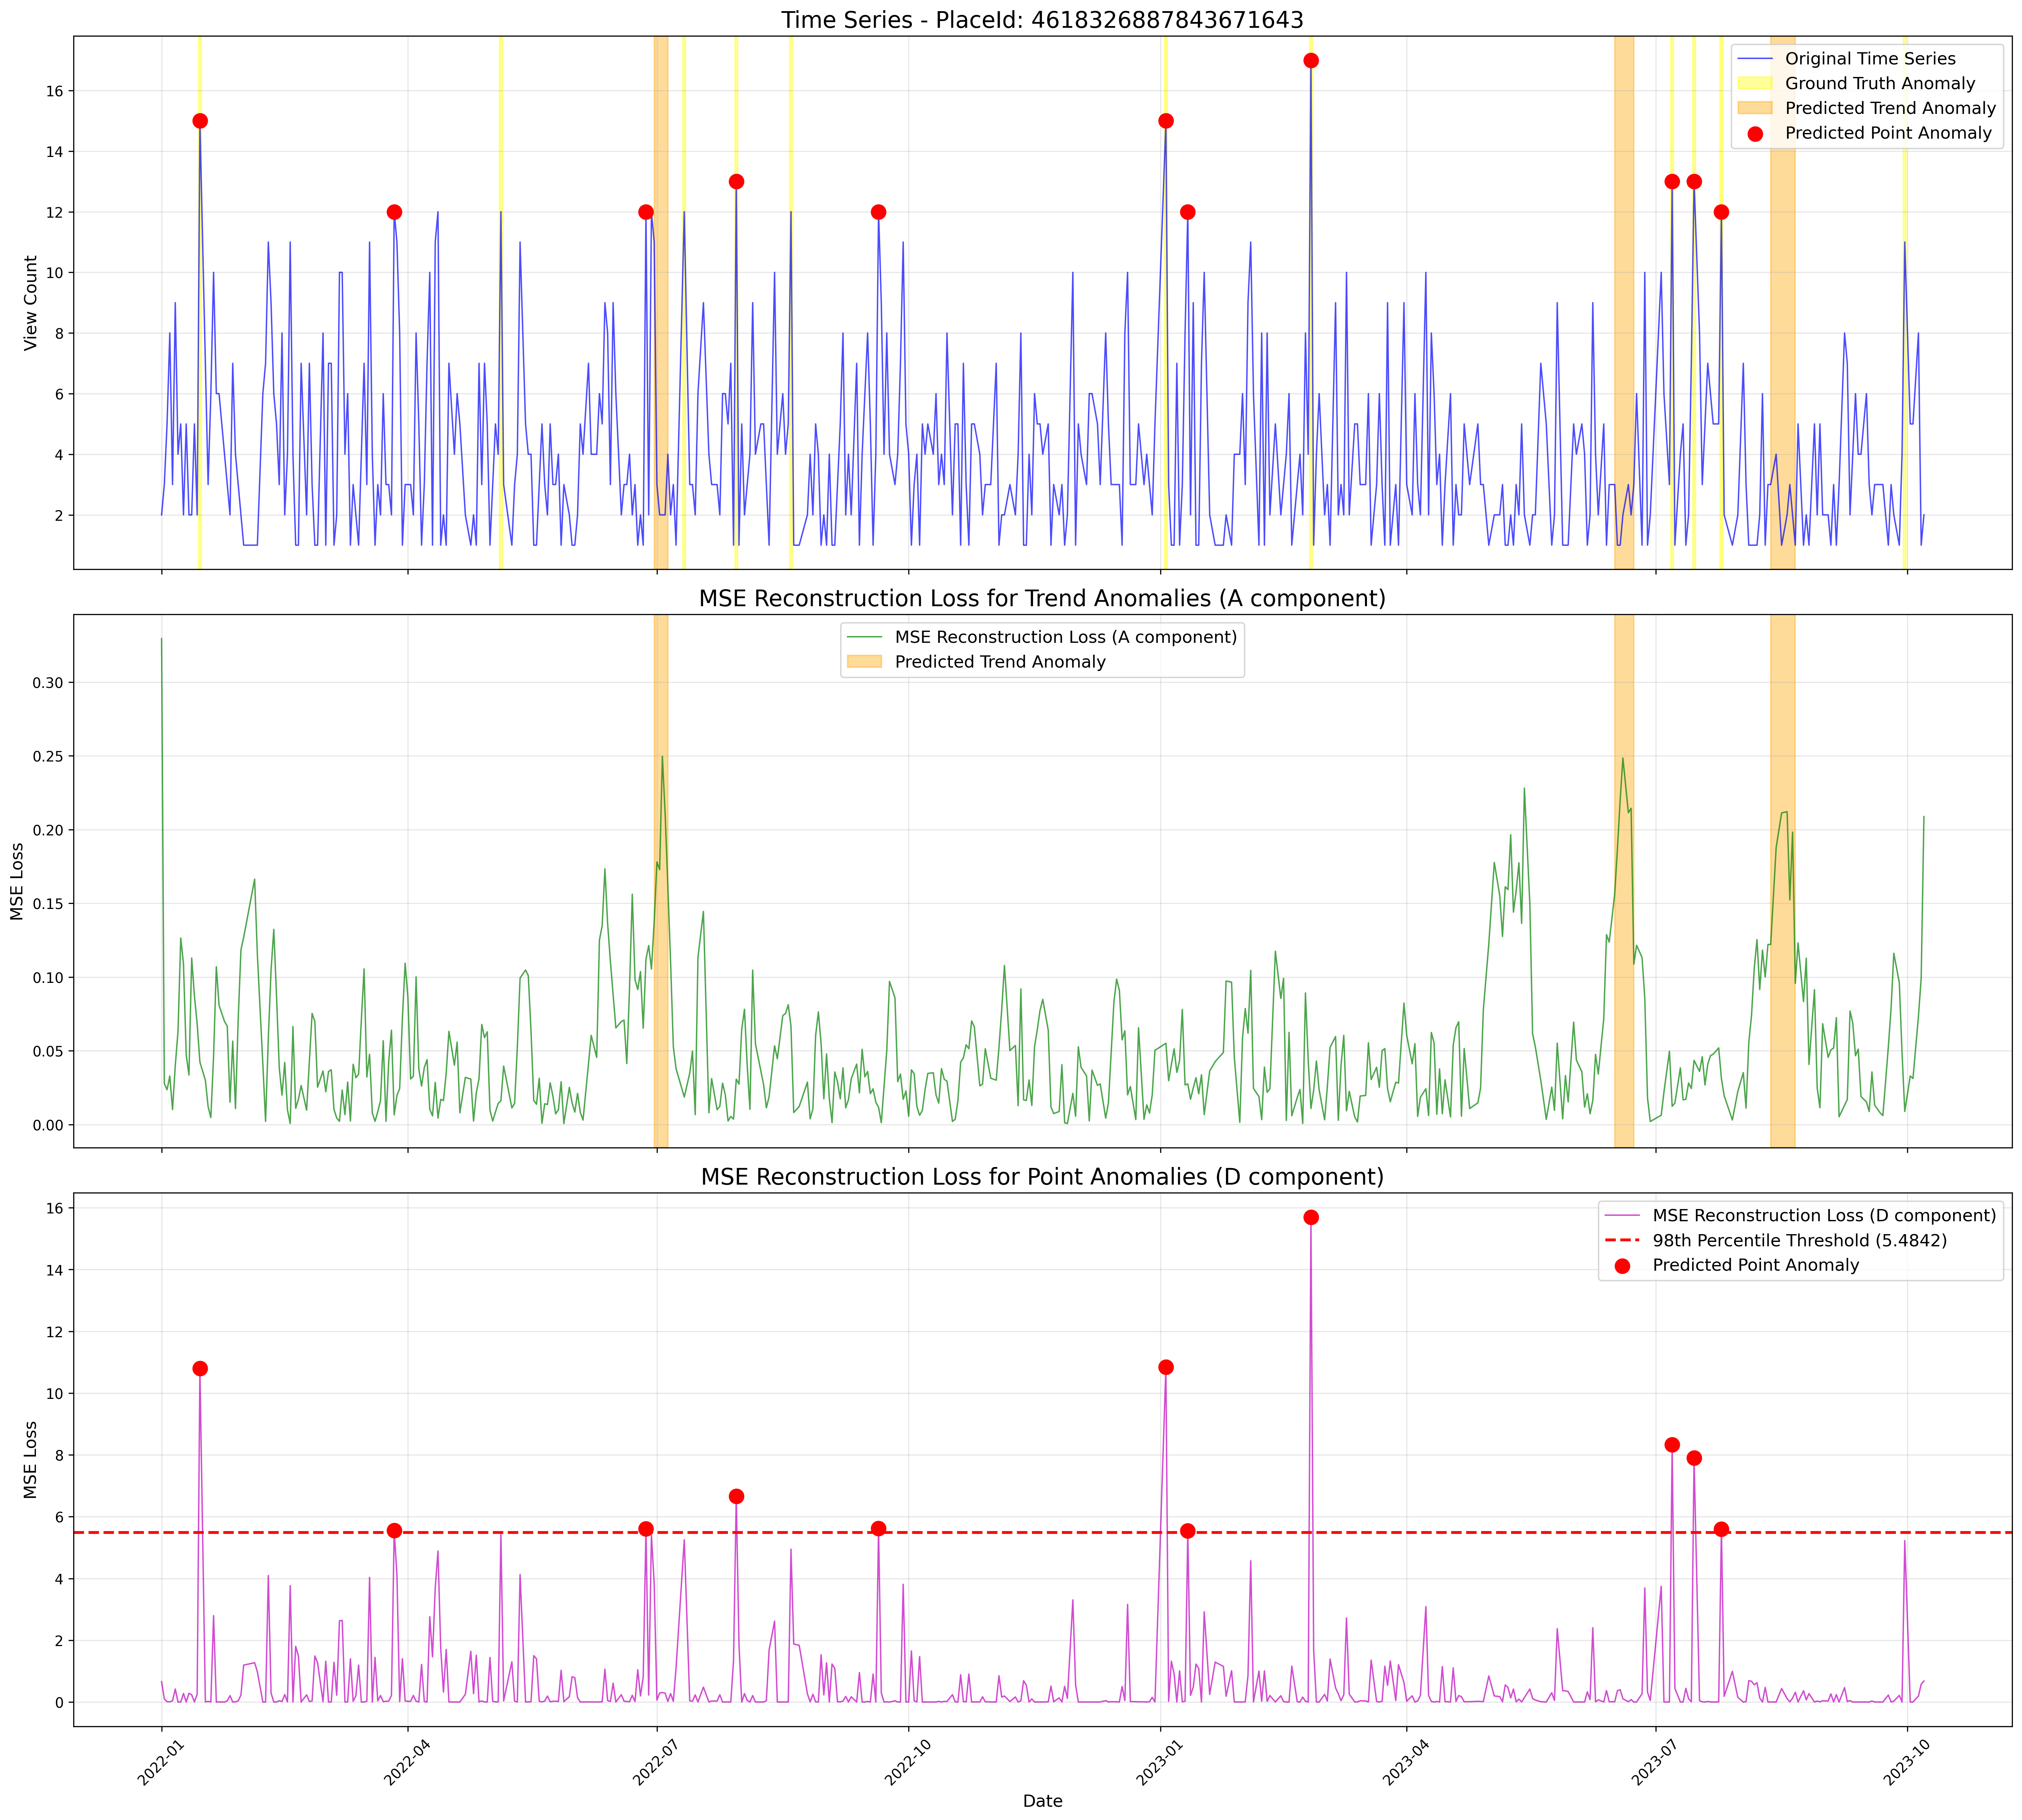 Time Series - PlaceId: 4618326887843671643
Original Time Series
Ground Truth Anomaly
Predicted Trend Anomaly
Predicted Point Anomaly
View Count
16
14
12
10
8
6
4
2
MSE Reconstruction Loss for Trend Anomalies (A component)
MSE Reconstruction Loss (A component)
Predicted Trend Anomaly
MSE Loss
0.30
0.25
0.20
0.15
0.10
0.05
0.00
MSE Reconstruction Loss for Point Anomalies (D component)
MSE Reconstruction Loss (D component)
98th Percentile Threshold (5.4842)
Predicted Point Anomaly
MSE Loss
16
14
12
10
8
6
4
2
0
2022-01
2022-04
2022-07
2022-10
2023-01
2023-04
2023-07
2023-10
Date